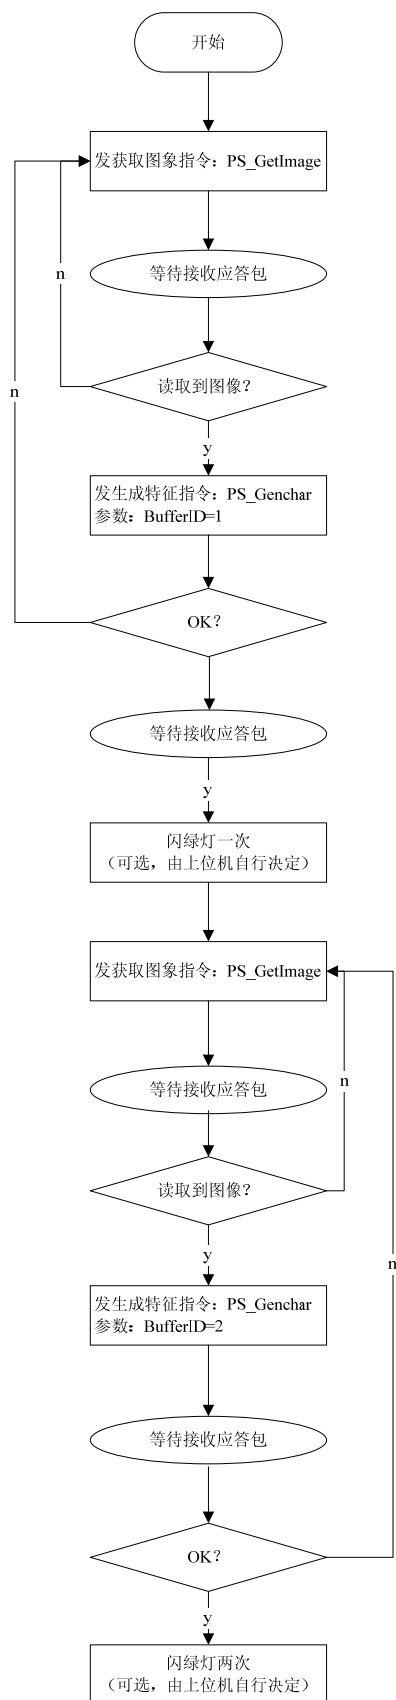 开始
发获取图象指令：PS_GetImage
等待接收应答包
n
读取到图像？
n
y
发生成特征指令：PS_Genchar
参数：BufferID=1
OK？
等待接收应答包
y
闪绿灯一次
（可选，由上位机自行决定）
发获取图象指令：PS_GetImage
等待接收应答包
n
读取到图像？
y
n
发生成特征指令：PS_Genchar
参数：BufferID=2
等待接收应答包
OK？
y
闪绿灯两次
（可选，由上位机自行决定）